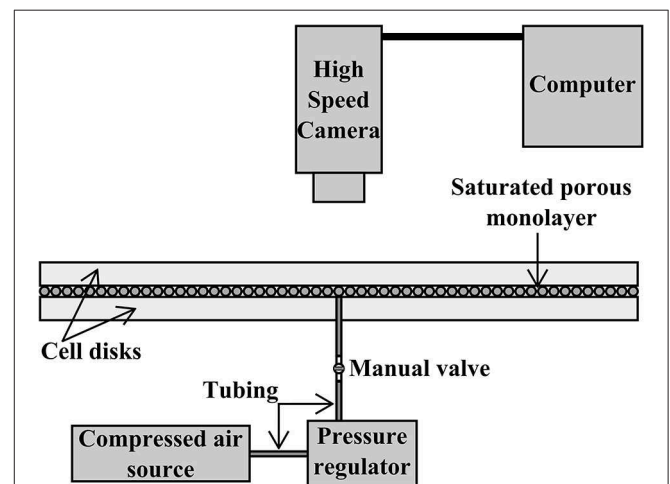 High
Speed
Camera
Computer
Saturated porous
monolayer
Cell disks
Manual valve
Tubing
Compressed air
source
Pressure
regulator